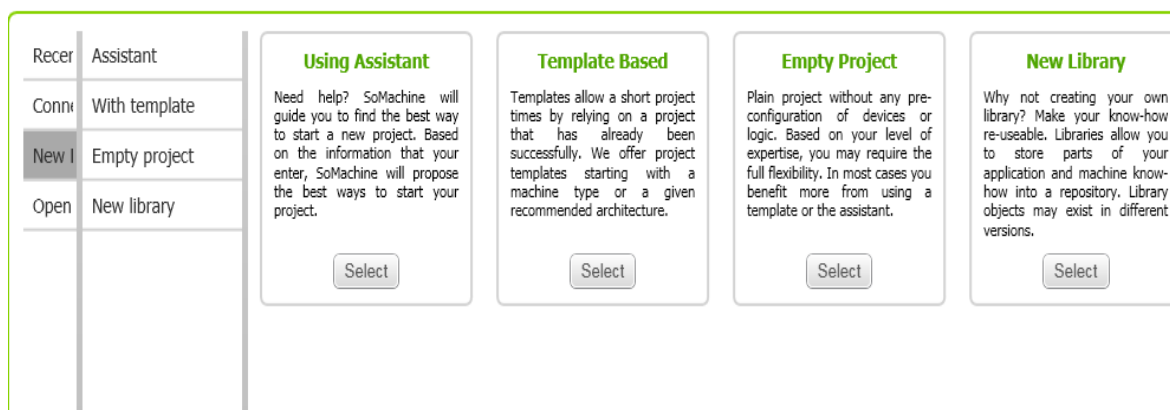 Recer
Conne
New I
Open
Assistant
With template
Empty project
New library
Using Assistant
Need help? SoMachine will
guide you to find the best way
to start a new project. Based
on the information that your
enter, SoMachine will propose
the best ways to start your
project.
Select
Template Based
Templates allow a short project
times by relying on a project
that has already been
successfully. We offer project
templates starting with a
machine type or a given
recommended architecture.
Select
Empty Project
Plain project without any pre-
configuration of devices or
logic. Based on your level of
expertise, you may require the
full flexibility. In most cases you
benefit more from using a
template or the assistant.
Select
New Library
Why not creating your own
library? Make your know-how
re-useable. Libraries allow you
to store parts of your
application and machine know-
how into a repository. Library
objects may exist in different
versions.
Select